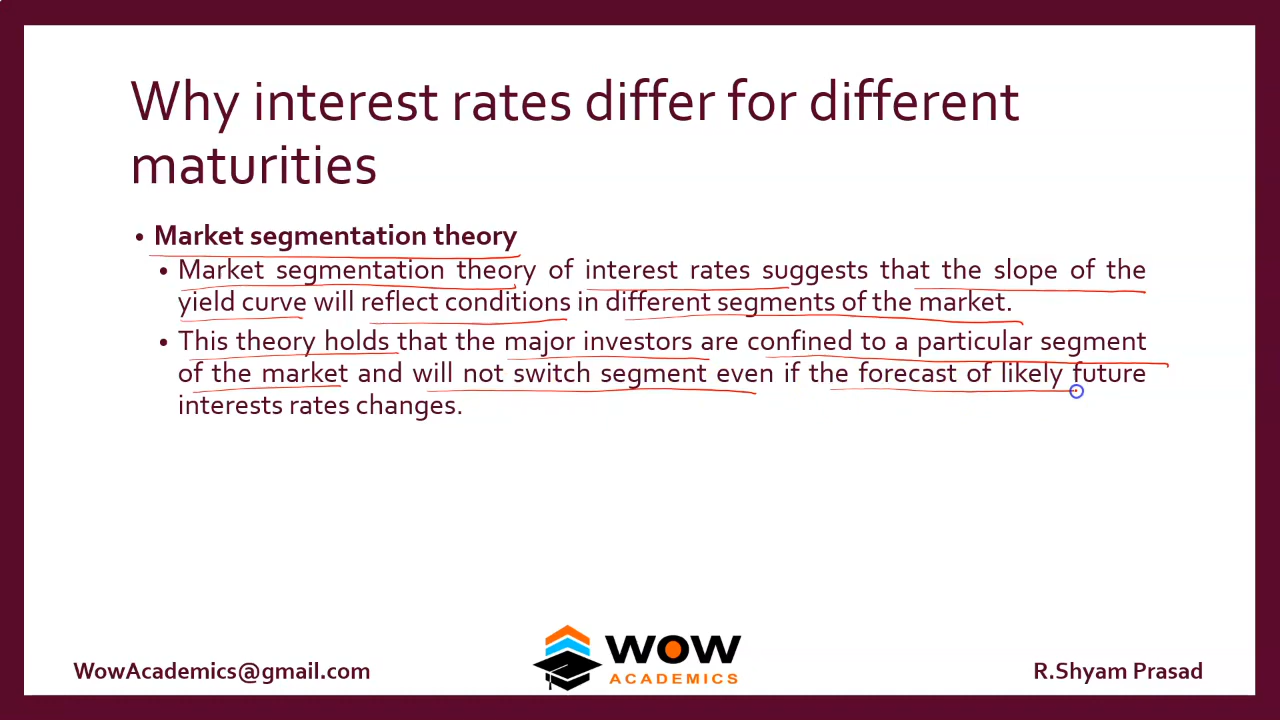 Why interest rates differ for different
maturities
• Market segmentation theory
• Market segmentation theory of interest rates suggests that the slope of the
yield curve will reflect conditions in different segments of the market.
• This theory holds that the major investors are confined to a particular segment
of the market and will not switch segment even if the forecast of likely future
interests rates changes.
WowAcademics@gmail.com
WOW
ACADEMICS
R.Shyam Prasad